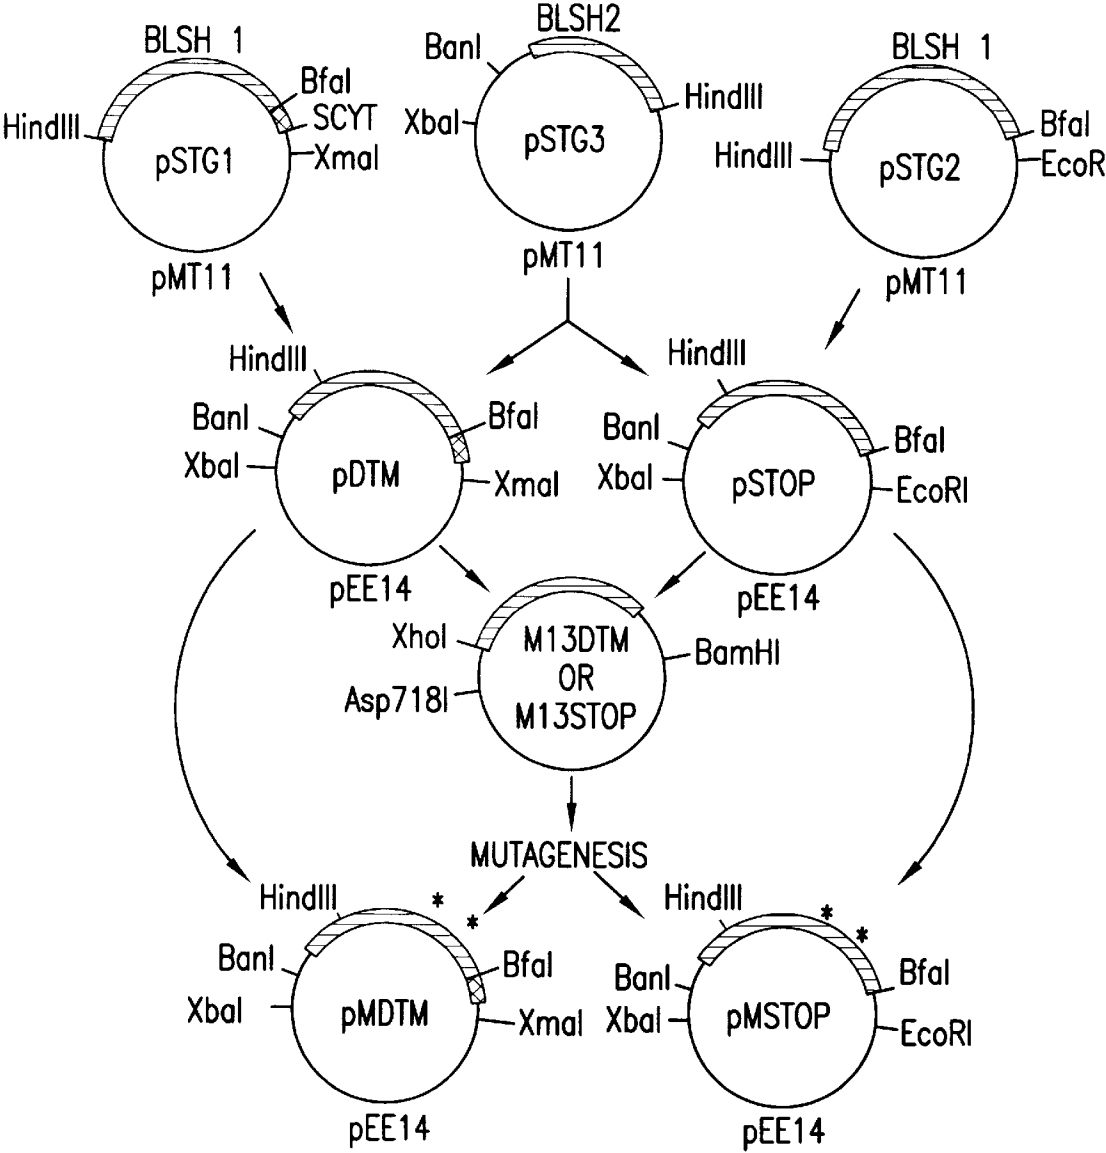 BLSH 1
BfaI
SCYT
HindIII
XmaI
pSTG1
pMT11
BLSH2
BanI
HindIII
XbaI
pSTG3
pMT11
BLSH 1
BfaI
HindIII
EcoR
pSTG2
pMT11
HindIII
BanI
BfaI
XbaI
XmaI
pDTM
pEE14
HindIII
BanI
BfaI
XbaI
EcoRI
pSTOP
pEE14
XhoI
BamHI
Asp718I
M13DTM
OR
M13STOP
MUTAGENESIS
HindIII
*
*
BanI
BfaI
XbaI
XmaI
pMDTM
pEE14
HindIII
*
*
BanI
BfaI
XbaI
EcoRI
pMSTOP
pEE14